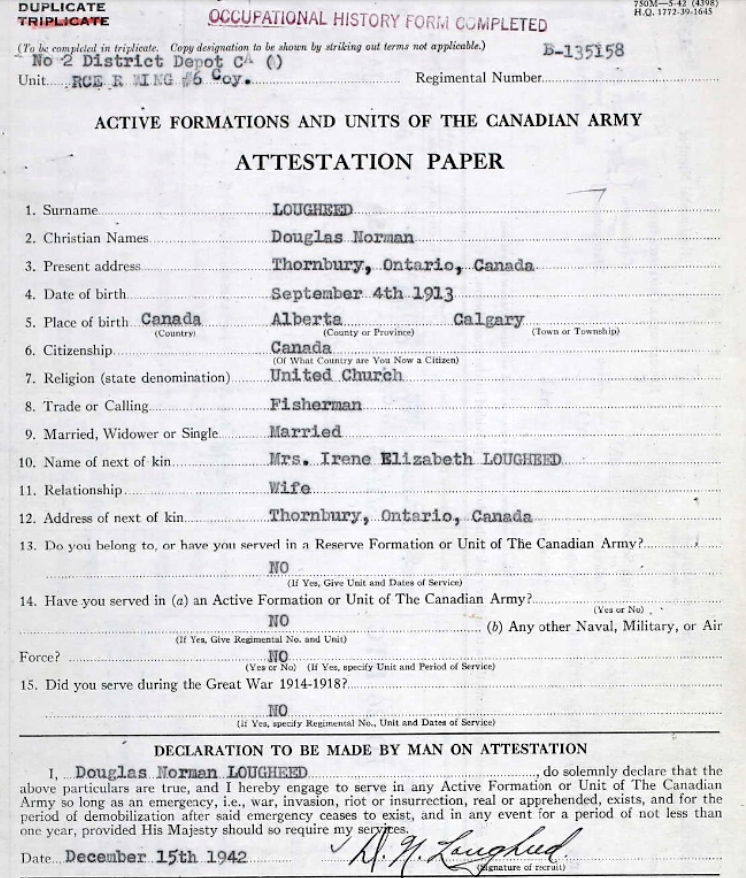 DUPLICATE
TRIPLICATE
OCCUPATIONAL HISTORY FORM COMPLETED
750M—5-42 (4398)
H.Q. 1772-39-1645
(To be completed in triplicate. Copy designation to be shown by striking out terms not applicable.)
B-135158
No 2 District Depot CA ()
Unit RCE R WING #6 Coy. Regimental Number
ACTIVE FORMATIONS AND UNITS OF THE CANADIAN ARMY
ATTESTATION PAPER
1. Surname LOUGHEED
2. Christian Names Douglas Norman
3. Present address Thornbury, Ontario, Canada
4. Date of birth September 4th 1913
5. Place of birth Canada Alberta Calgary
(Country) (County or Province) (Town or Township)
6. Citizenship Canada
(Of What Country are You Now a Citizen)
7. Religion (state denomination) United Church
8. Trade or Calling Fisherman
9. Married, Widower or Single Married
10. Name of next of kin Mrs. Irene Elizabeth LOUGHEED
11. Relationship Wife
12. Address of next of kin Thornbury, Ontario, Canada
13. Do you belong to, or have you served in a Reserve Formation or Unit of The Canadian Army?
NO
(If Yes, Give Unit and Dates of Service)
14. Have you served in (a) an Active Formation or Unit of The Canadian Army?
(Yes or No)
NO
(b) Any other Naval, Military, or Air
(If Yes, Give Regimental No. and Unit)
Force? NO
(Yes or No) (If Yes, specify Unit and Period of Service)
15. Did you serve during the Great War 1914-1918?
NO
(If Yes, specify Regimental No., Unit and Dates of Service)
DECLARATION TO BE MADE BY MAN ON ATTESTATION
I, Douglas Norman LOUGHEED, do solemnly declare that the
above particulars are true, and I hereby engage to serve in any Active Formation or Unit of The Canadian
Army so long as an emergency, i.e., war, invasion, riot or insurrection, real or apprehended, exists, and for the
period of demobilization after said emergency ceases to exist, and in any event for a period of not less than
one year, provided His Majesty should so require my services.
Date December 15th 1942 D. N. Lougheed
(Signature of recruit)